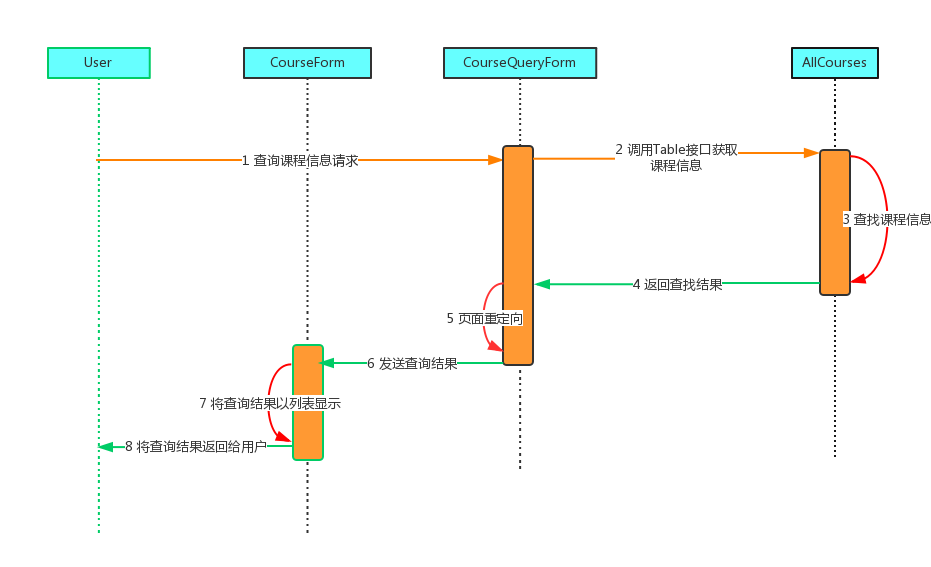 User
CourseForm
CourseQueryForm
AllCourses
1 查询课程信息请求
2 调用Table接口获取
课程信息
3 查找课程信息
4 返回查找结果
5 页面重定向
6 发送查询结果
7 将查询结果以列表显示
8 将查询结果返回给用户